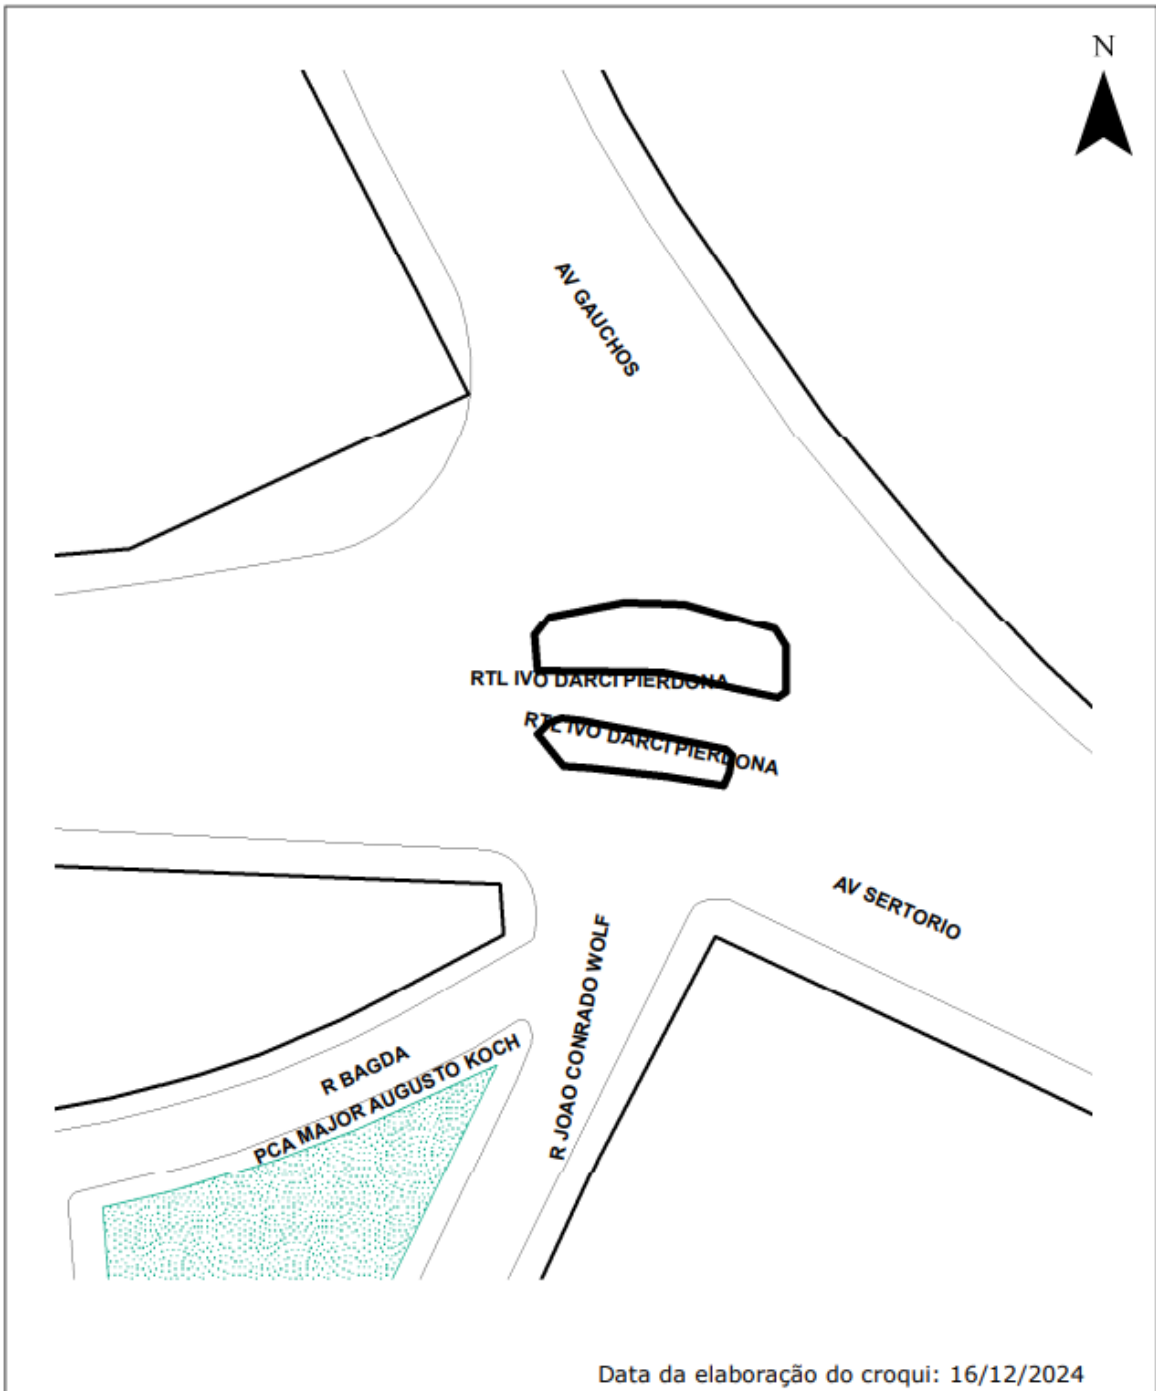 N
AV GAUCHOS
RTL IVO DARCI PIERDONA
RTL IVO DARCI PIERDONA
AV SERTORIO
R JOAO CONRADO WOLF
R BAGDA
PCA MAJOR AUGUSTO KOCH
Data da elaboração do croqui: 16/12/2024